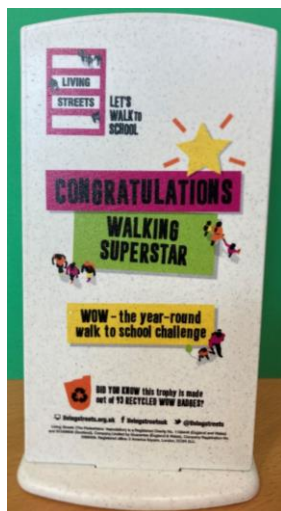 LIVING
STREETS
LET'S
WALK TO
SCHOOL
CONGRATULATIONS
WALKING
SUPERSTAR
WOW – the year-round
walk to school challenge
DID YOU KNOW this trophy is made
out of 93 RECYCLED WOW BADGES?
livingstreets.org.uk livingstreetsuk @livingstreets